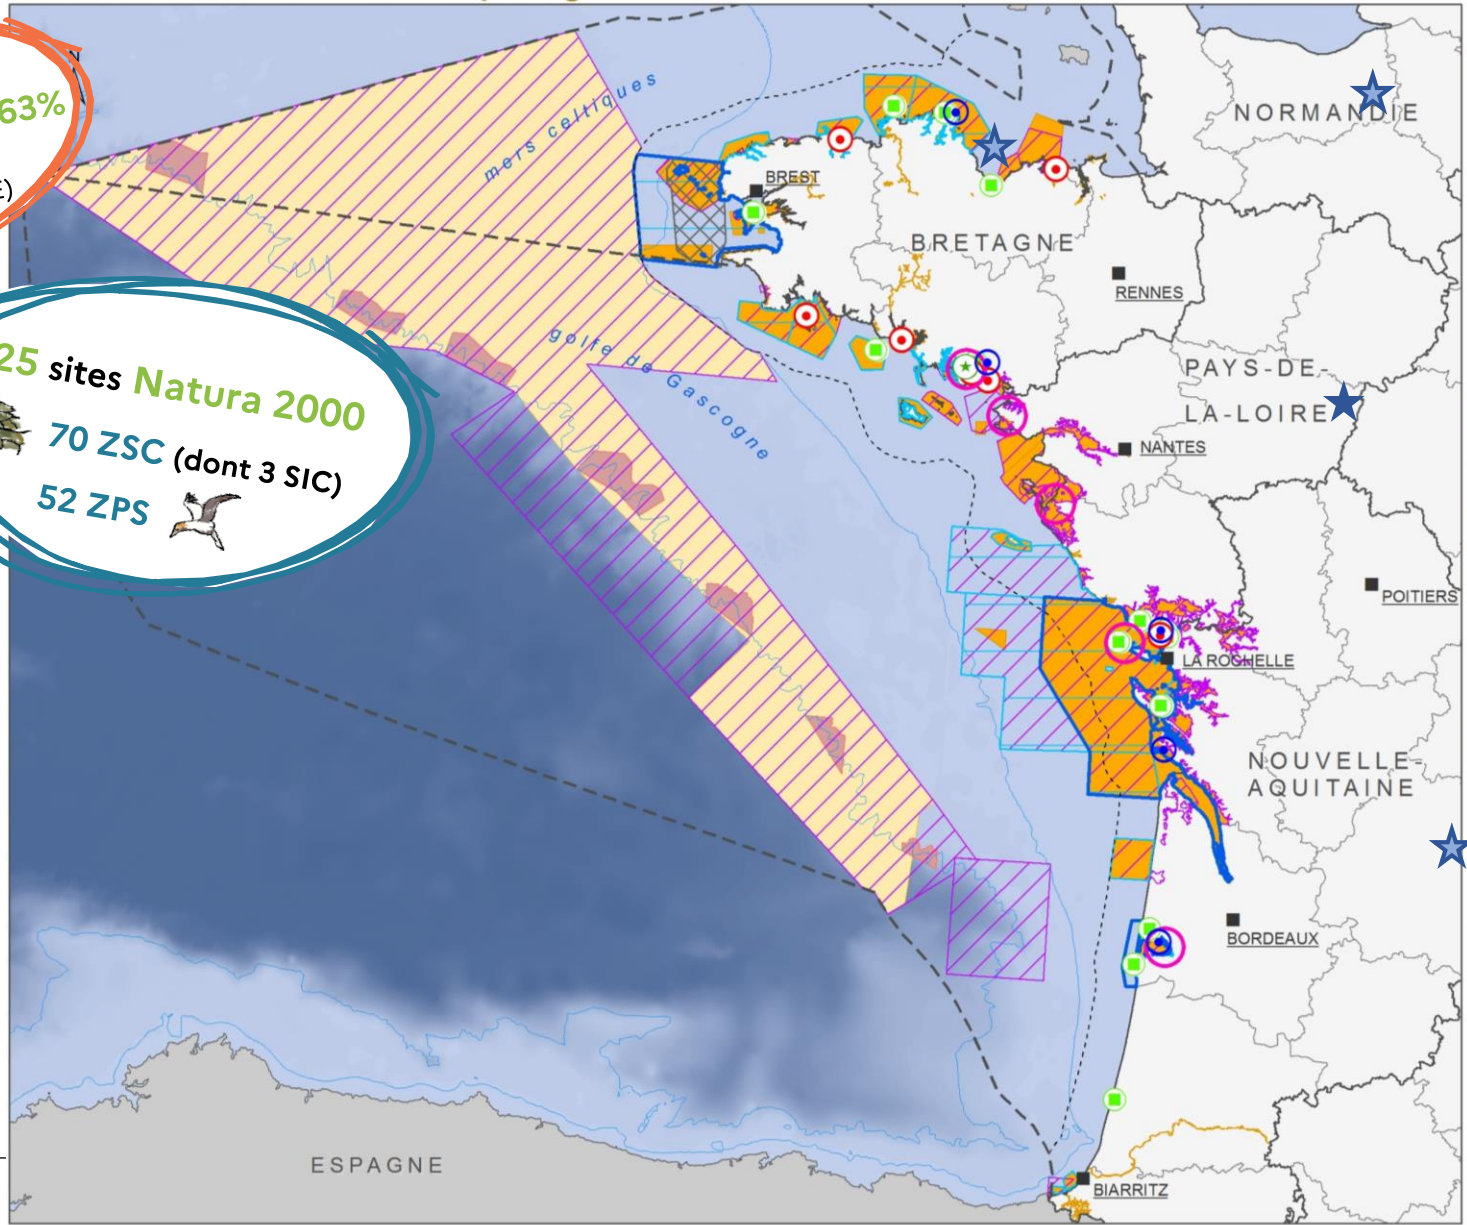 63%
E)
25 sites Natura 2000
70 ZSC (dont 3 SIC)
52 ZPS
mers celtiques
golfe de Gascogne
NORMANDIE
BREST
BRETAGNE
RENNES
PAYS-DE-
LA-LOIRE
NANTES
POITIERS
LA ROCHELLE
NOUVELLE-
AQUITAINE
BORDEAUX
BIARRITZ
ESPAGNE